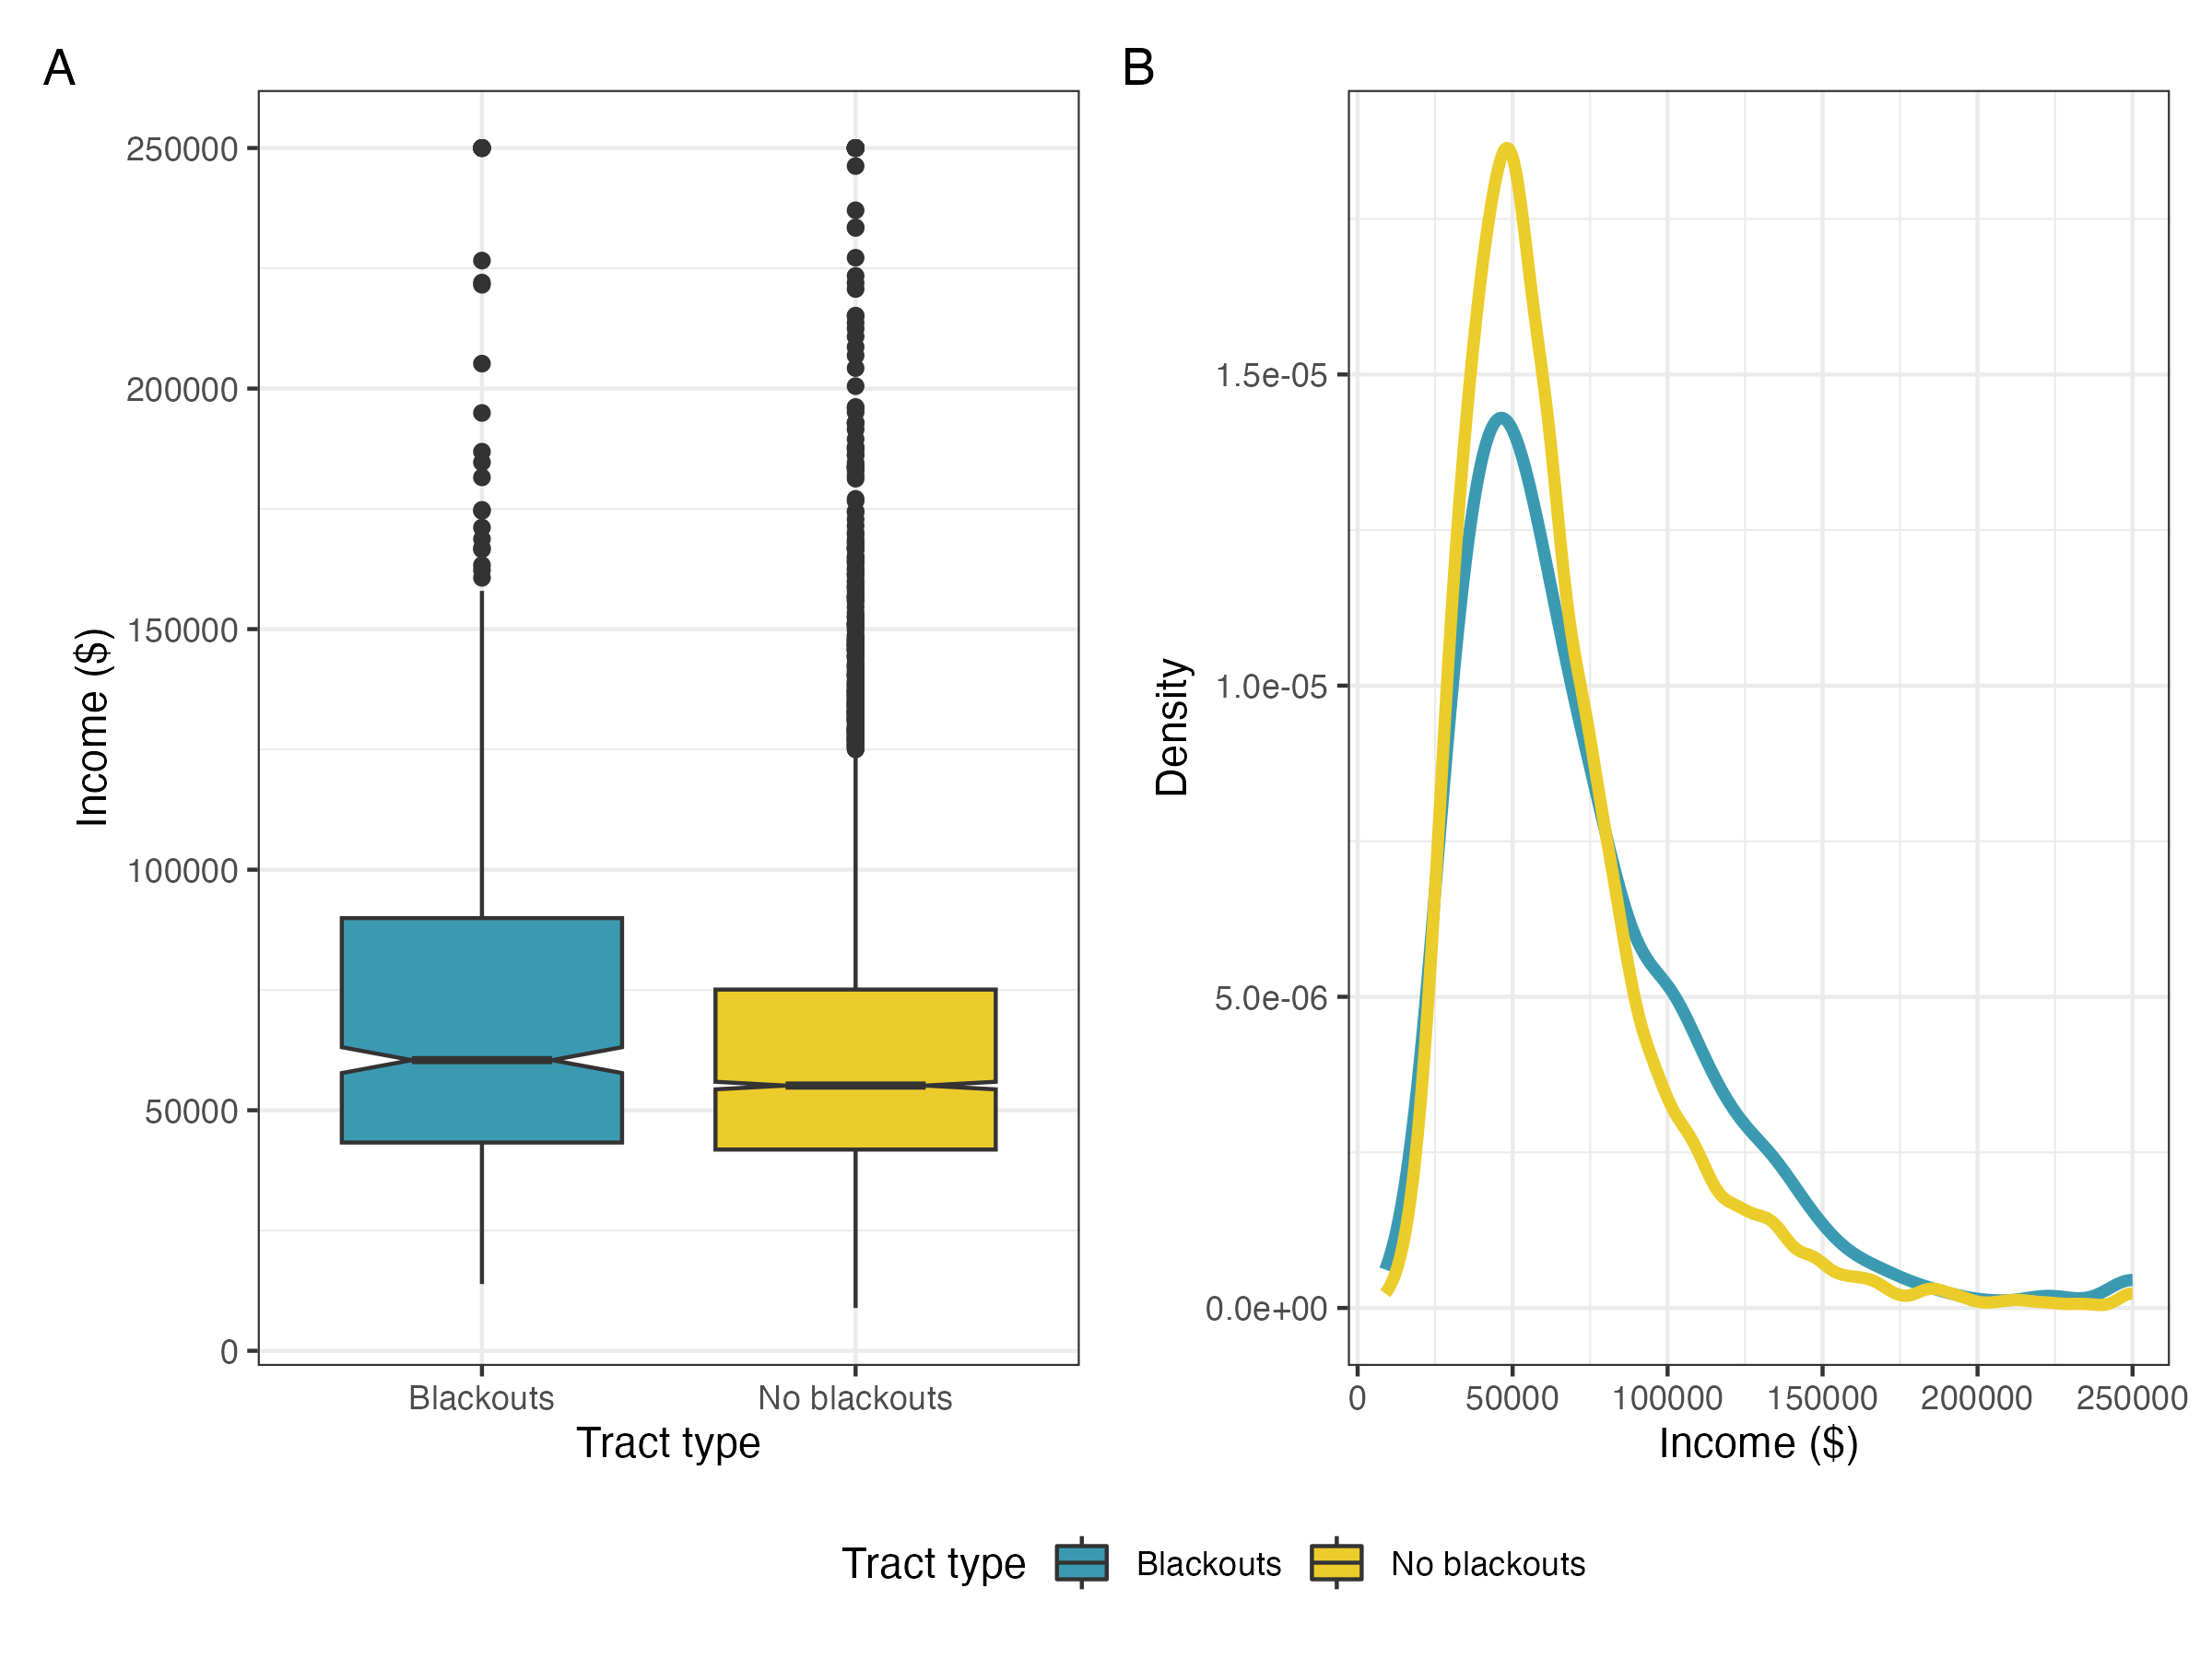 A
Income ($)
250000
200000
150000
100000
50000
0
Blackouts
No blackouts
Tract type
B
Density
1.5e-05
1.0e-05
5.0e-06
0.0e+00
0
50000
100000
150000
200000
250000
Income ($)
Tract type
Blackouts
No blackouts